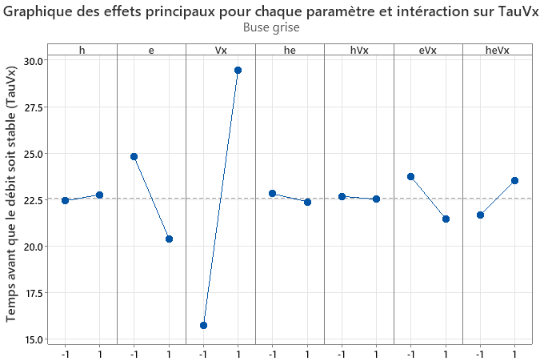 Graphique des effets principaux pour chaque paramètre et intéraction sur TauVx
Buse grise
h e Vx he hVx eVx heVx
Temps avant que le débit soit stable (TauVx)
30.0
27.5
25.0
22.5
20.0
17.5
15.0
-1 1 -1 1 -1 1 -1 1 -1 1 -1 1 -1 1